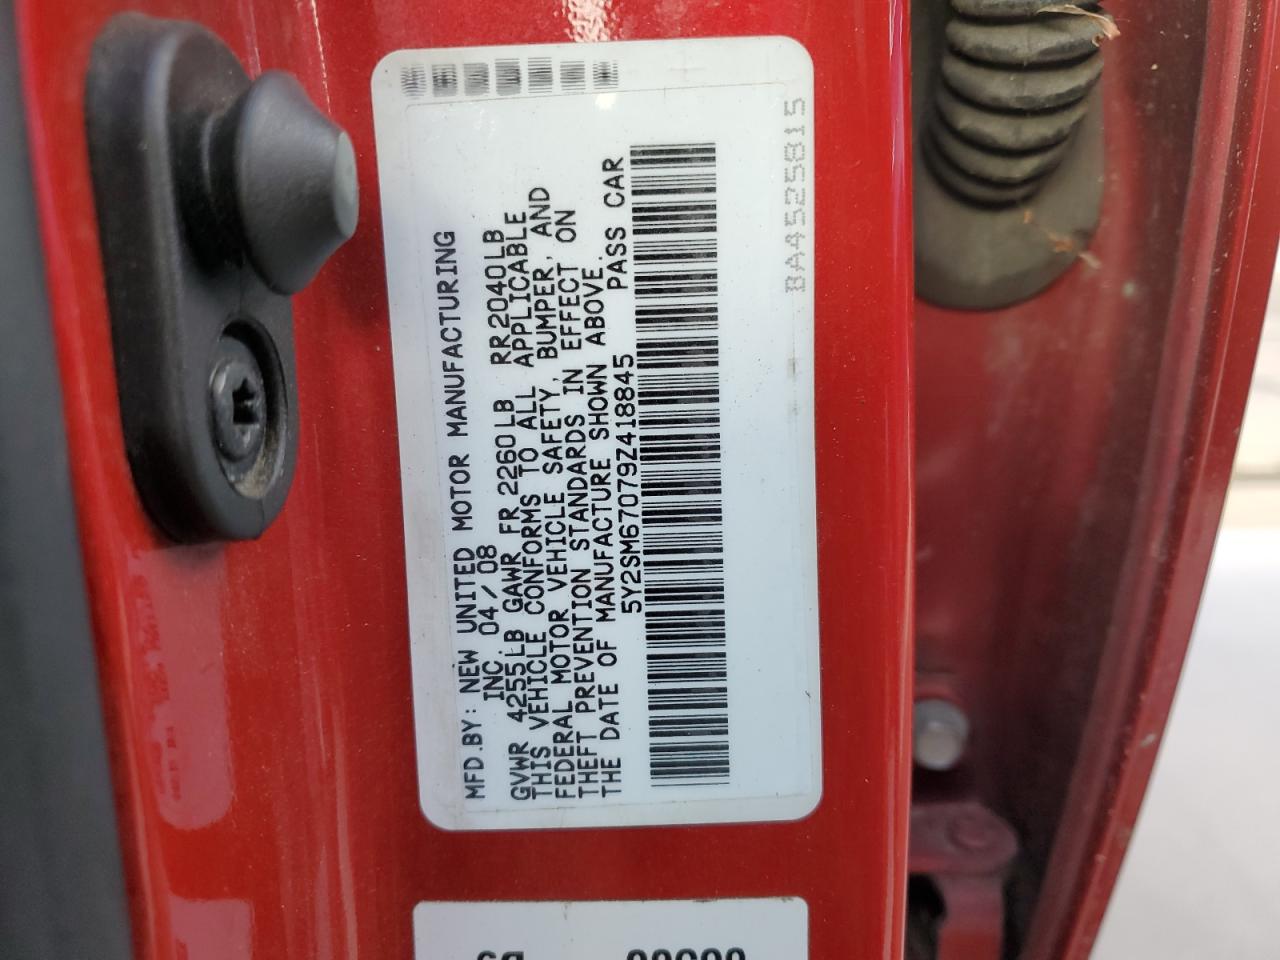 MFD.BY: NEW UNITED MOTOR MANUFACTURING
INC. 04/08
GVWR 4255LB GAWR FR2260LB RR2040LB
THIS VEHICLE CONFORMS TO ALL APPLICABLE
FEDERAL MOTOR VEHICLE SAFETY, BUMPER, AND
THEFT PREVENTION STANDARDS IN EFFECT ON
THE DATE OF MANUFACTURE SHOWN ABOVE.
5Y2SM67079Z418845 PASS CAR
BA4525815